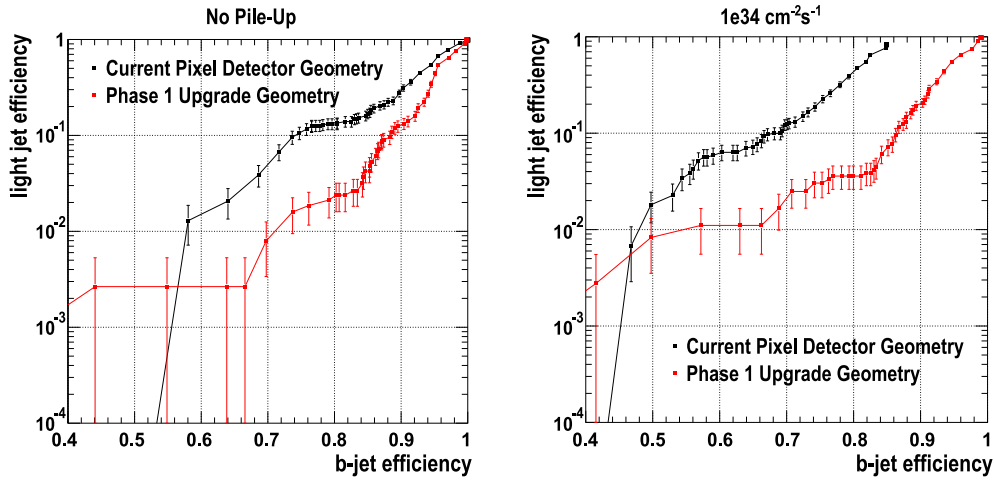 No Pile-Up
light jet efficiency
1
10^-1
10^-2
10^-3
10^-4
Current Pixel Detector Geometry
Phase 1 Upgrade Geometry
0.4 0.5 0.6 0.7 0.8 0.9 1
b-jet efficiency
1e34 cm^-2s^-1
light jet efficiency
1
10^-1
10^-2
10^-3
10^-4
Current Pixel Detector Geometry
Phase 1 Upgrade Geometry
0.4 0.5 0.6 0.7 0.8 0.9 1
b-jet efficiency